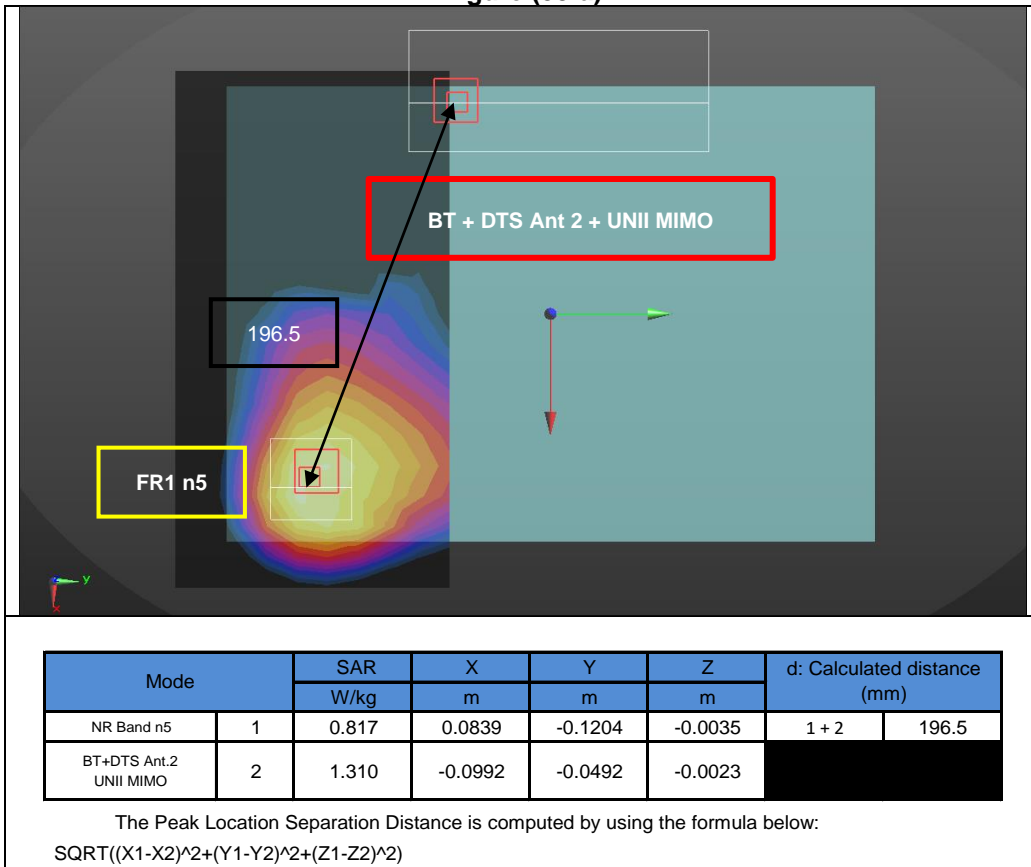 BT + DTS Ant 2 + UNII MIMO
196.5
FR1 n5
y
x
Mode SAR X Y Z d: Calculated distance (mm)
W/kg m m m
NR Band n5 1 0.817 0.0839 -0.1204 -0.0035 1 + 2 196.5
BT+DTS Ant.2 UNII MIMO 2 1.310 -0.0992 -0.0492 -0.0023
The Peak Location Separation Distance is computed by using the formula below:
SQRT((X1-X2)^2+(Y1-Y2)^2+(Z1-Z2)^2)